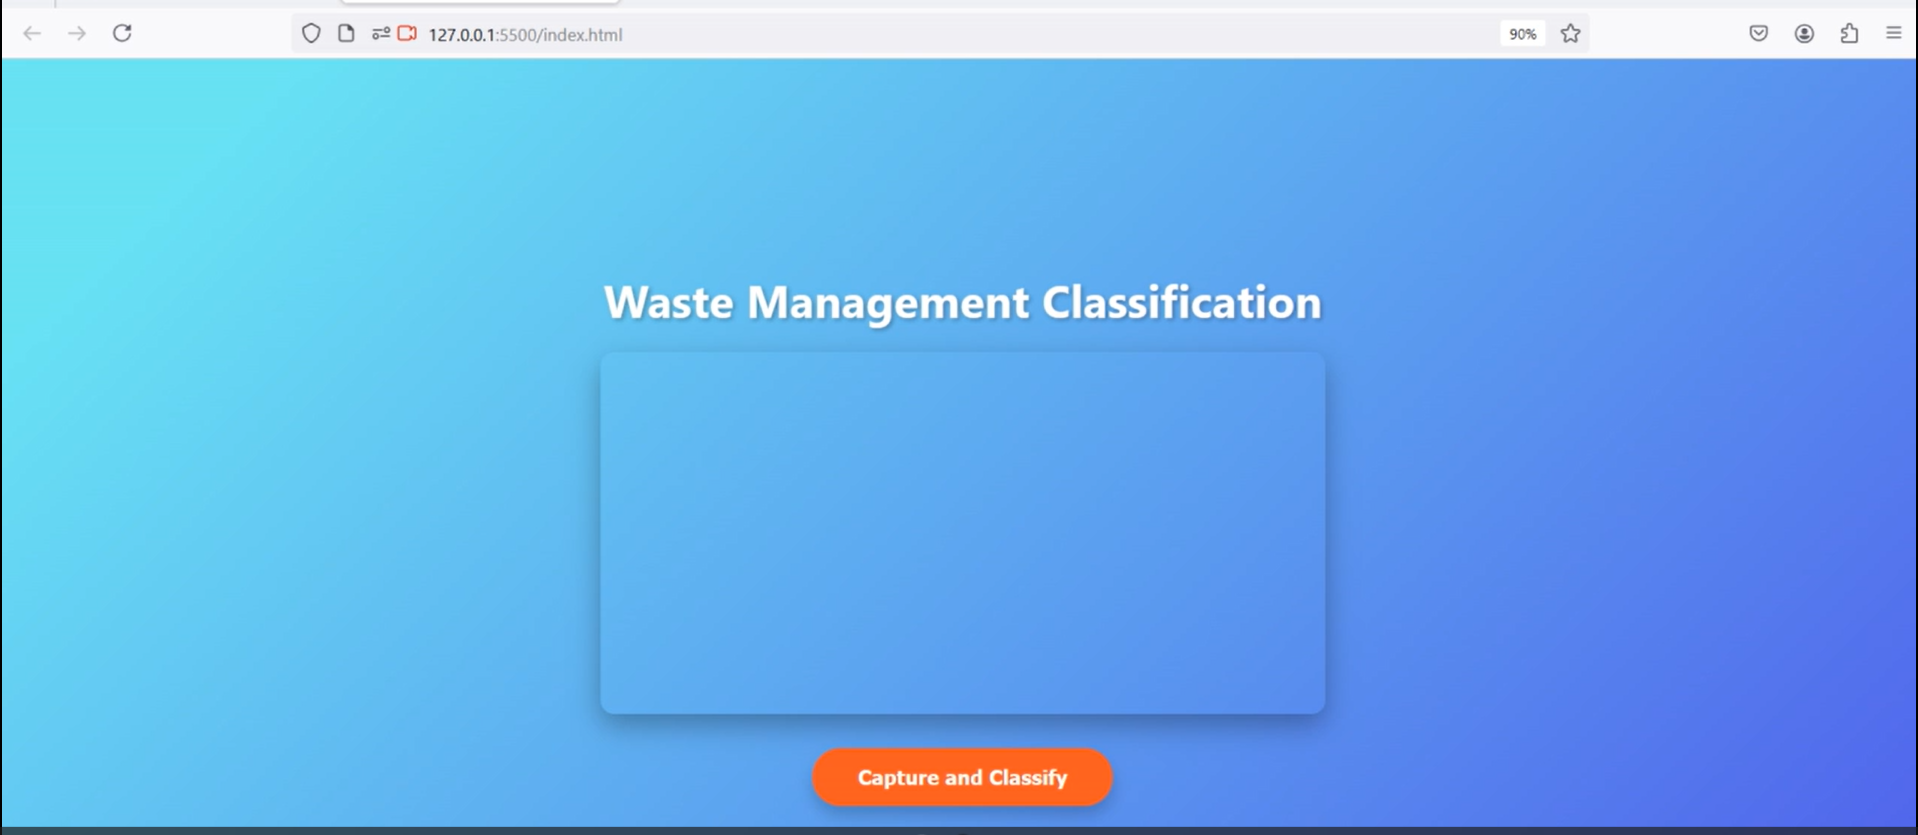 127.0.0.1:5500/index.html
90%
Waste Management Classification
Capture and Classify